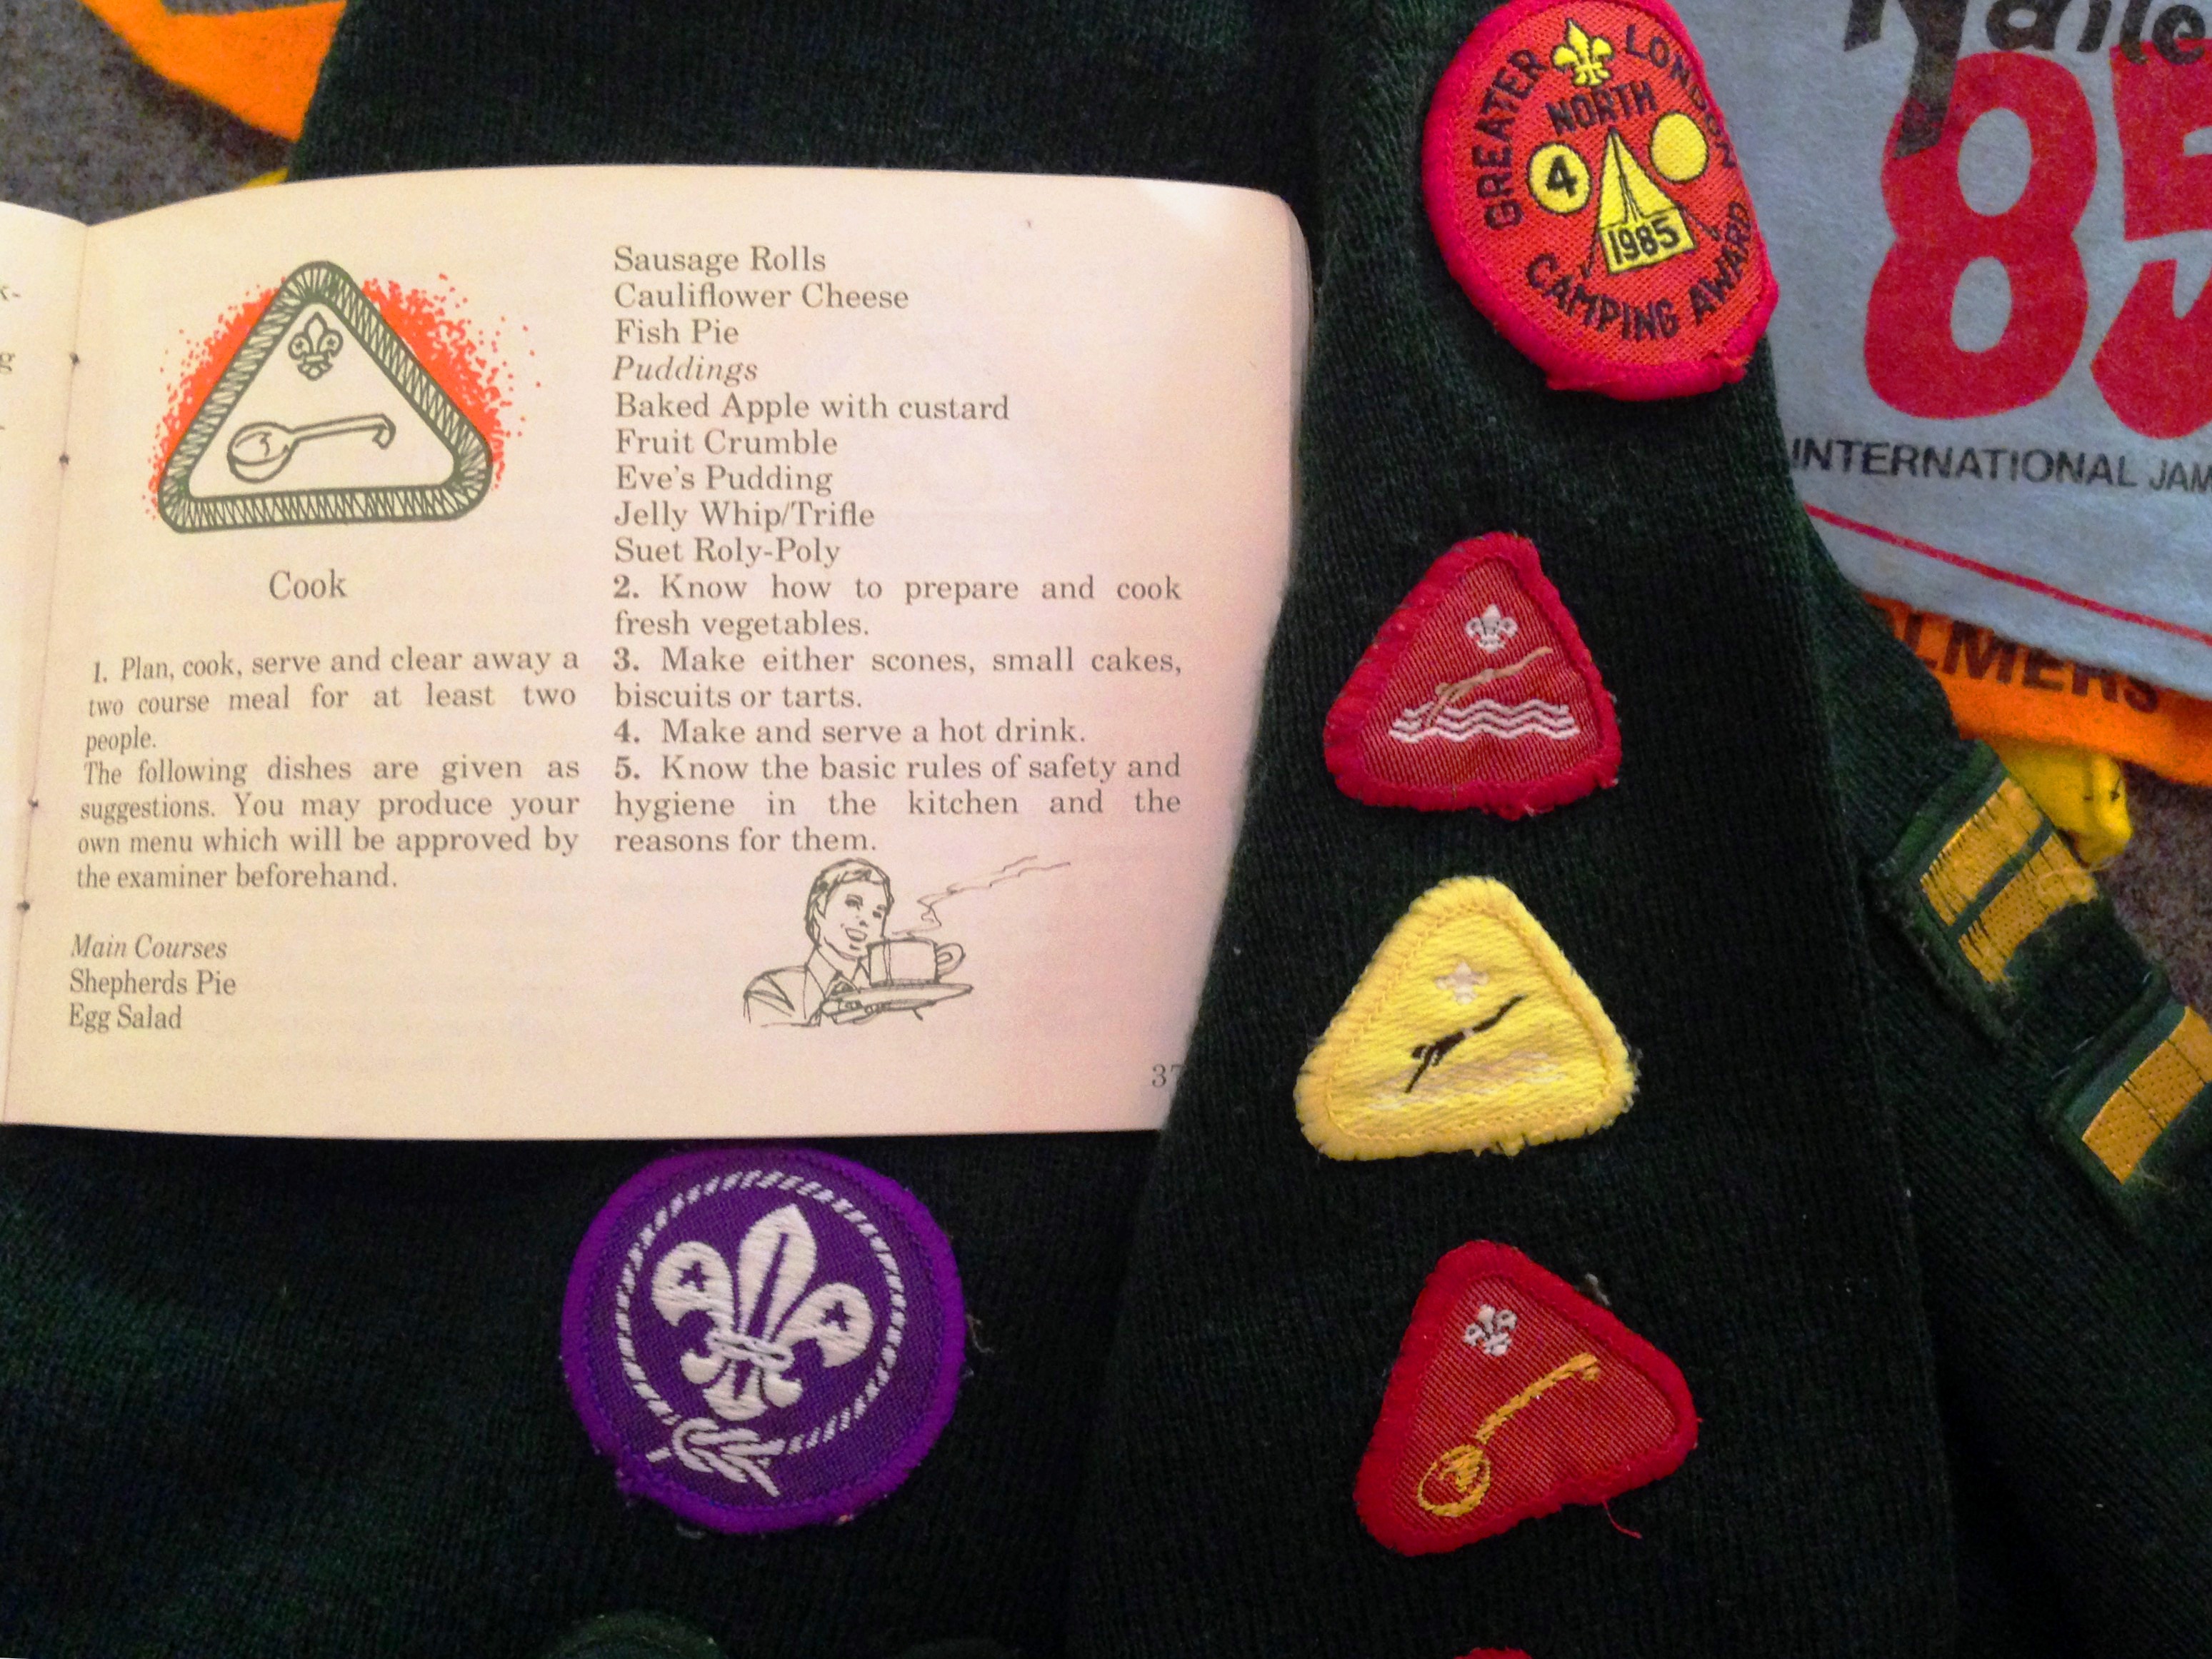 Cook
1. Plan, cook, serve and clear away a
two course meal for at least two
people.
The following dishes are given as
suggestions. You may produce your
own menu which will be approved by
the examiner beforehand.
Main Courses
Shepherds Pie
Egg Salad
Sausage Rolls
Cauliflower Cheese
Fish Pie
Puddings
Baked Apple with custard
Fruit Crumble
Eve's Pudding
Jelly Whip/Trifle
Suet Roly-Poly
2. Know how to prepare and cook
fresh vegetables.
3. Make either scones, small cakes,
biscuits or tarts.
4. Make and serve a hot drink.
5. Know the basic rules of safety and
hygiene in the kitchen and the
reasons for them.
37
GREATER LONDON
NORTH
4
1985
CAMPING AWARD
85
INTERNATIONAL JAM
LMERS